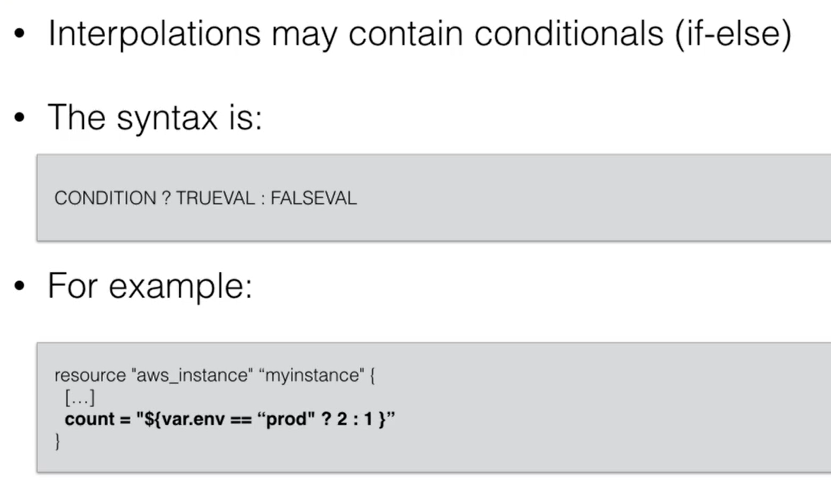 • Interpolations may contain conditionals (if-else)
• The syntax is:
CONDITION ? TRUEVAL : FALSEVAL
• For example:
resource "aws_instance" “myinstance" {
[...]
count = "${var.env == “prod" ? 2 : 1 }”
}